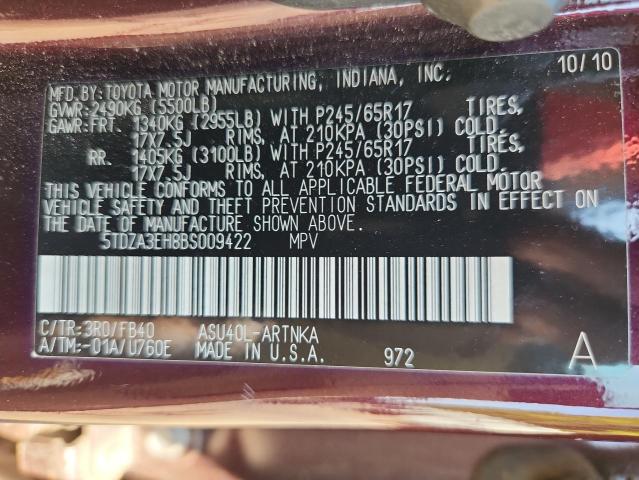 MFD. BY: TOYOTA MOTOR MANUFACTURING, INDIANA, INC. 10/10
GVWR: 2490KG (5500LB)
GAWR: FRT. 1340KG (2955LB) WITH P245/65R17 TIRES,
17X7.5J RIMS, AT 210KPA (30PSI) COLD.
RR. 1405KG (3100LB) WITH P245/65R17 TIRES,
17X7.5J RIMS, AT 210KPA (30PSI) COLD.
THIS VEHICLE CONFORMS TO ALL APPLICABLE FEDERAL MOTOR
VEHICLE SAFETY AND THEFT PREVENTION STANDARDS IN EFFECT ON
THE DATE OF MANUFACTURE SHOWN ABOVE.
5TDZA3EH8BS009422 MPV
C/TR: 3R0/FB40 ASU40L-ARTNKA
A/TM: -01A/U760E MADE IN U.S.A. 972 A